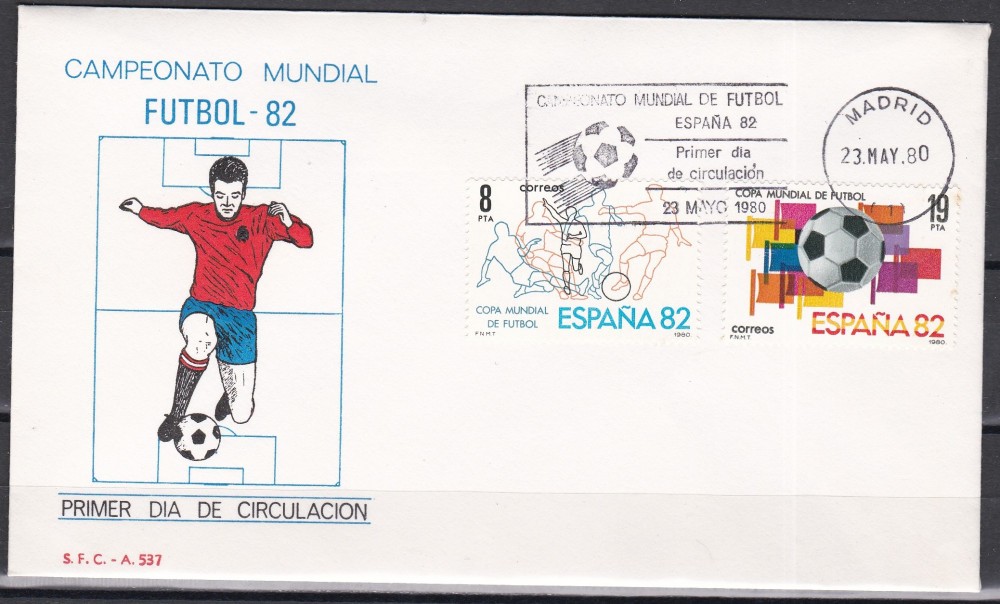 CAMPEONATO MUNDIAL
FUTBOL - 82
PRIMER DIA DE CIRCULACION
S. F. C. - A. 537
CAMPEONATO MUNDIAL DE FUTBOL
ESPAÑA 82
Primer dia
de circulación
23 MAYO 1980
MADRID
23.MAY.80
8
PTA
correos
COPA MUNDIAL
DE FUTBOL
ESPAÑA 82
F.N.M.T.
1980
COPA MUNDIAL DE FUTBOL
19
PTA
correos
ESPAÑA 82
F.N.M.T.
1980